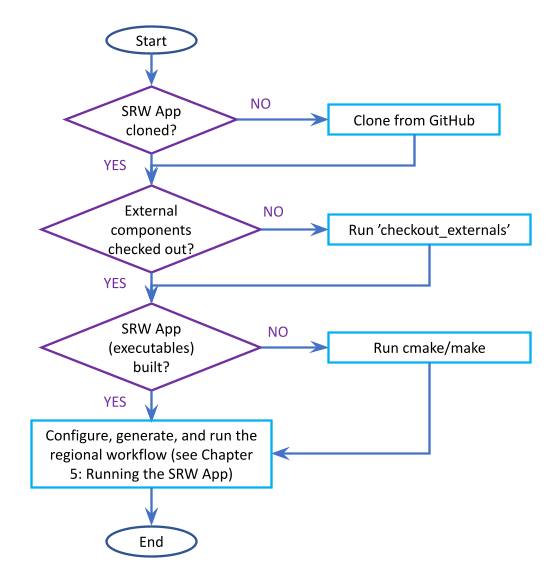 Start
SRW App
cloned?
NO
Clone from GitHub
YES
External
components
checked out?
NO
Run ’checkout_externals’
YES
SRW App
(executables)
built?
NO
Run cmake/make
YES
Configure, generate, and run the
regional workflow (see Chapter
5: Running the SRW App)
End